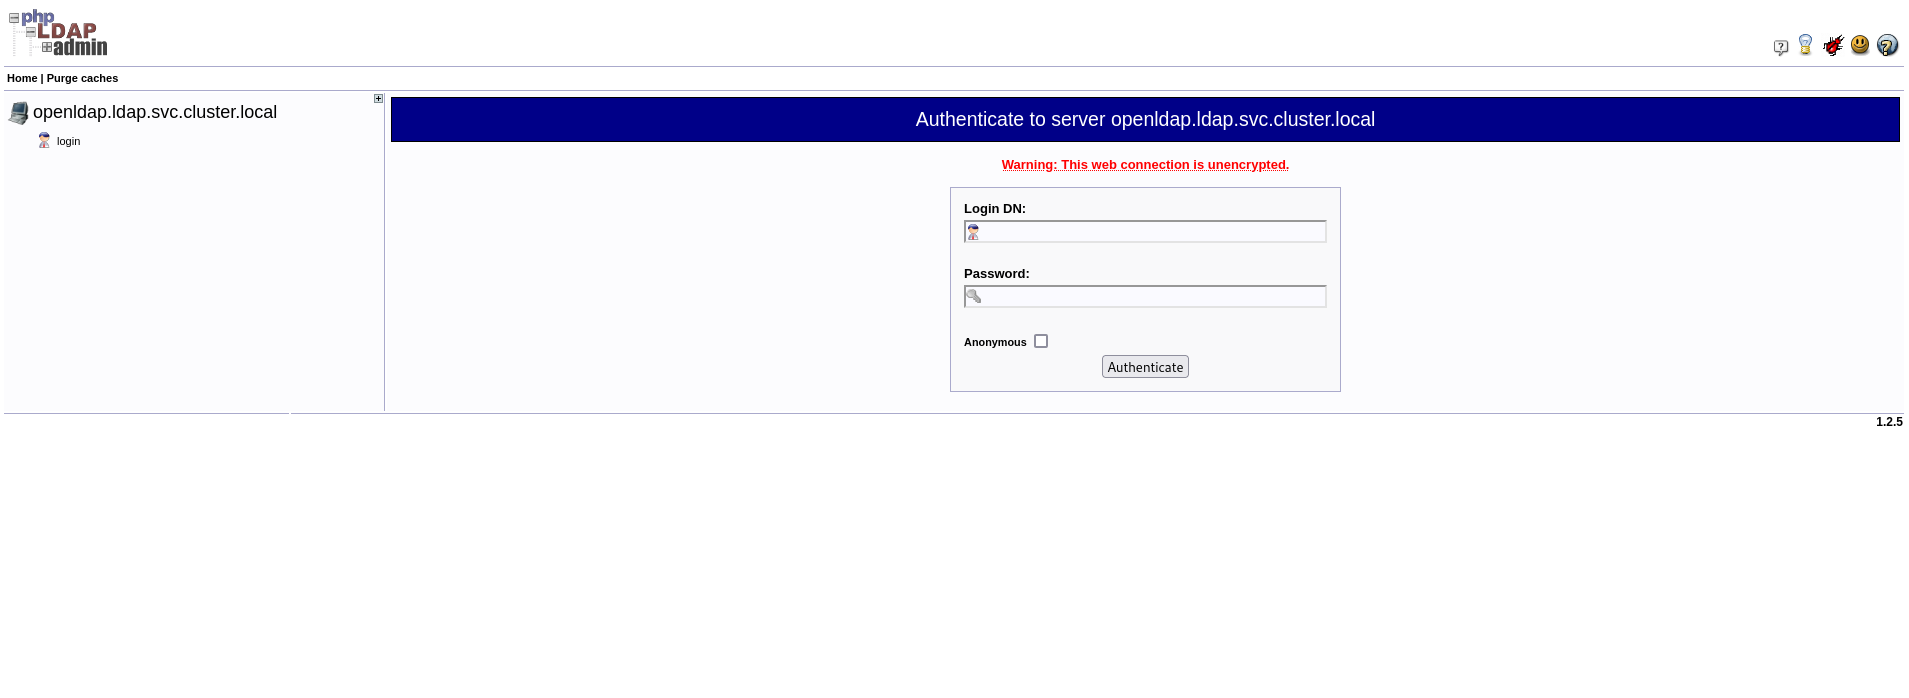 php
LDAP
admin
Home | Purge caches
openldap.ldap.svc.cluster.local
login
Authenticate to server openldap.ldap.svc.cluster.local
Warning: This web connection is unencrypted.
Login DN:
Password:
Anonymous
Authenticate
1.2.5